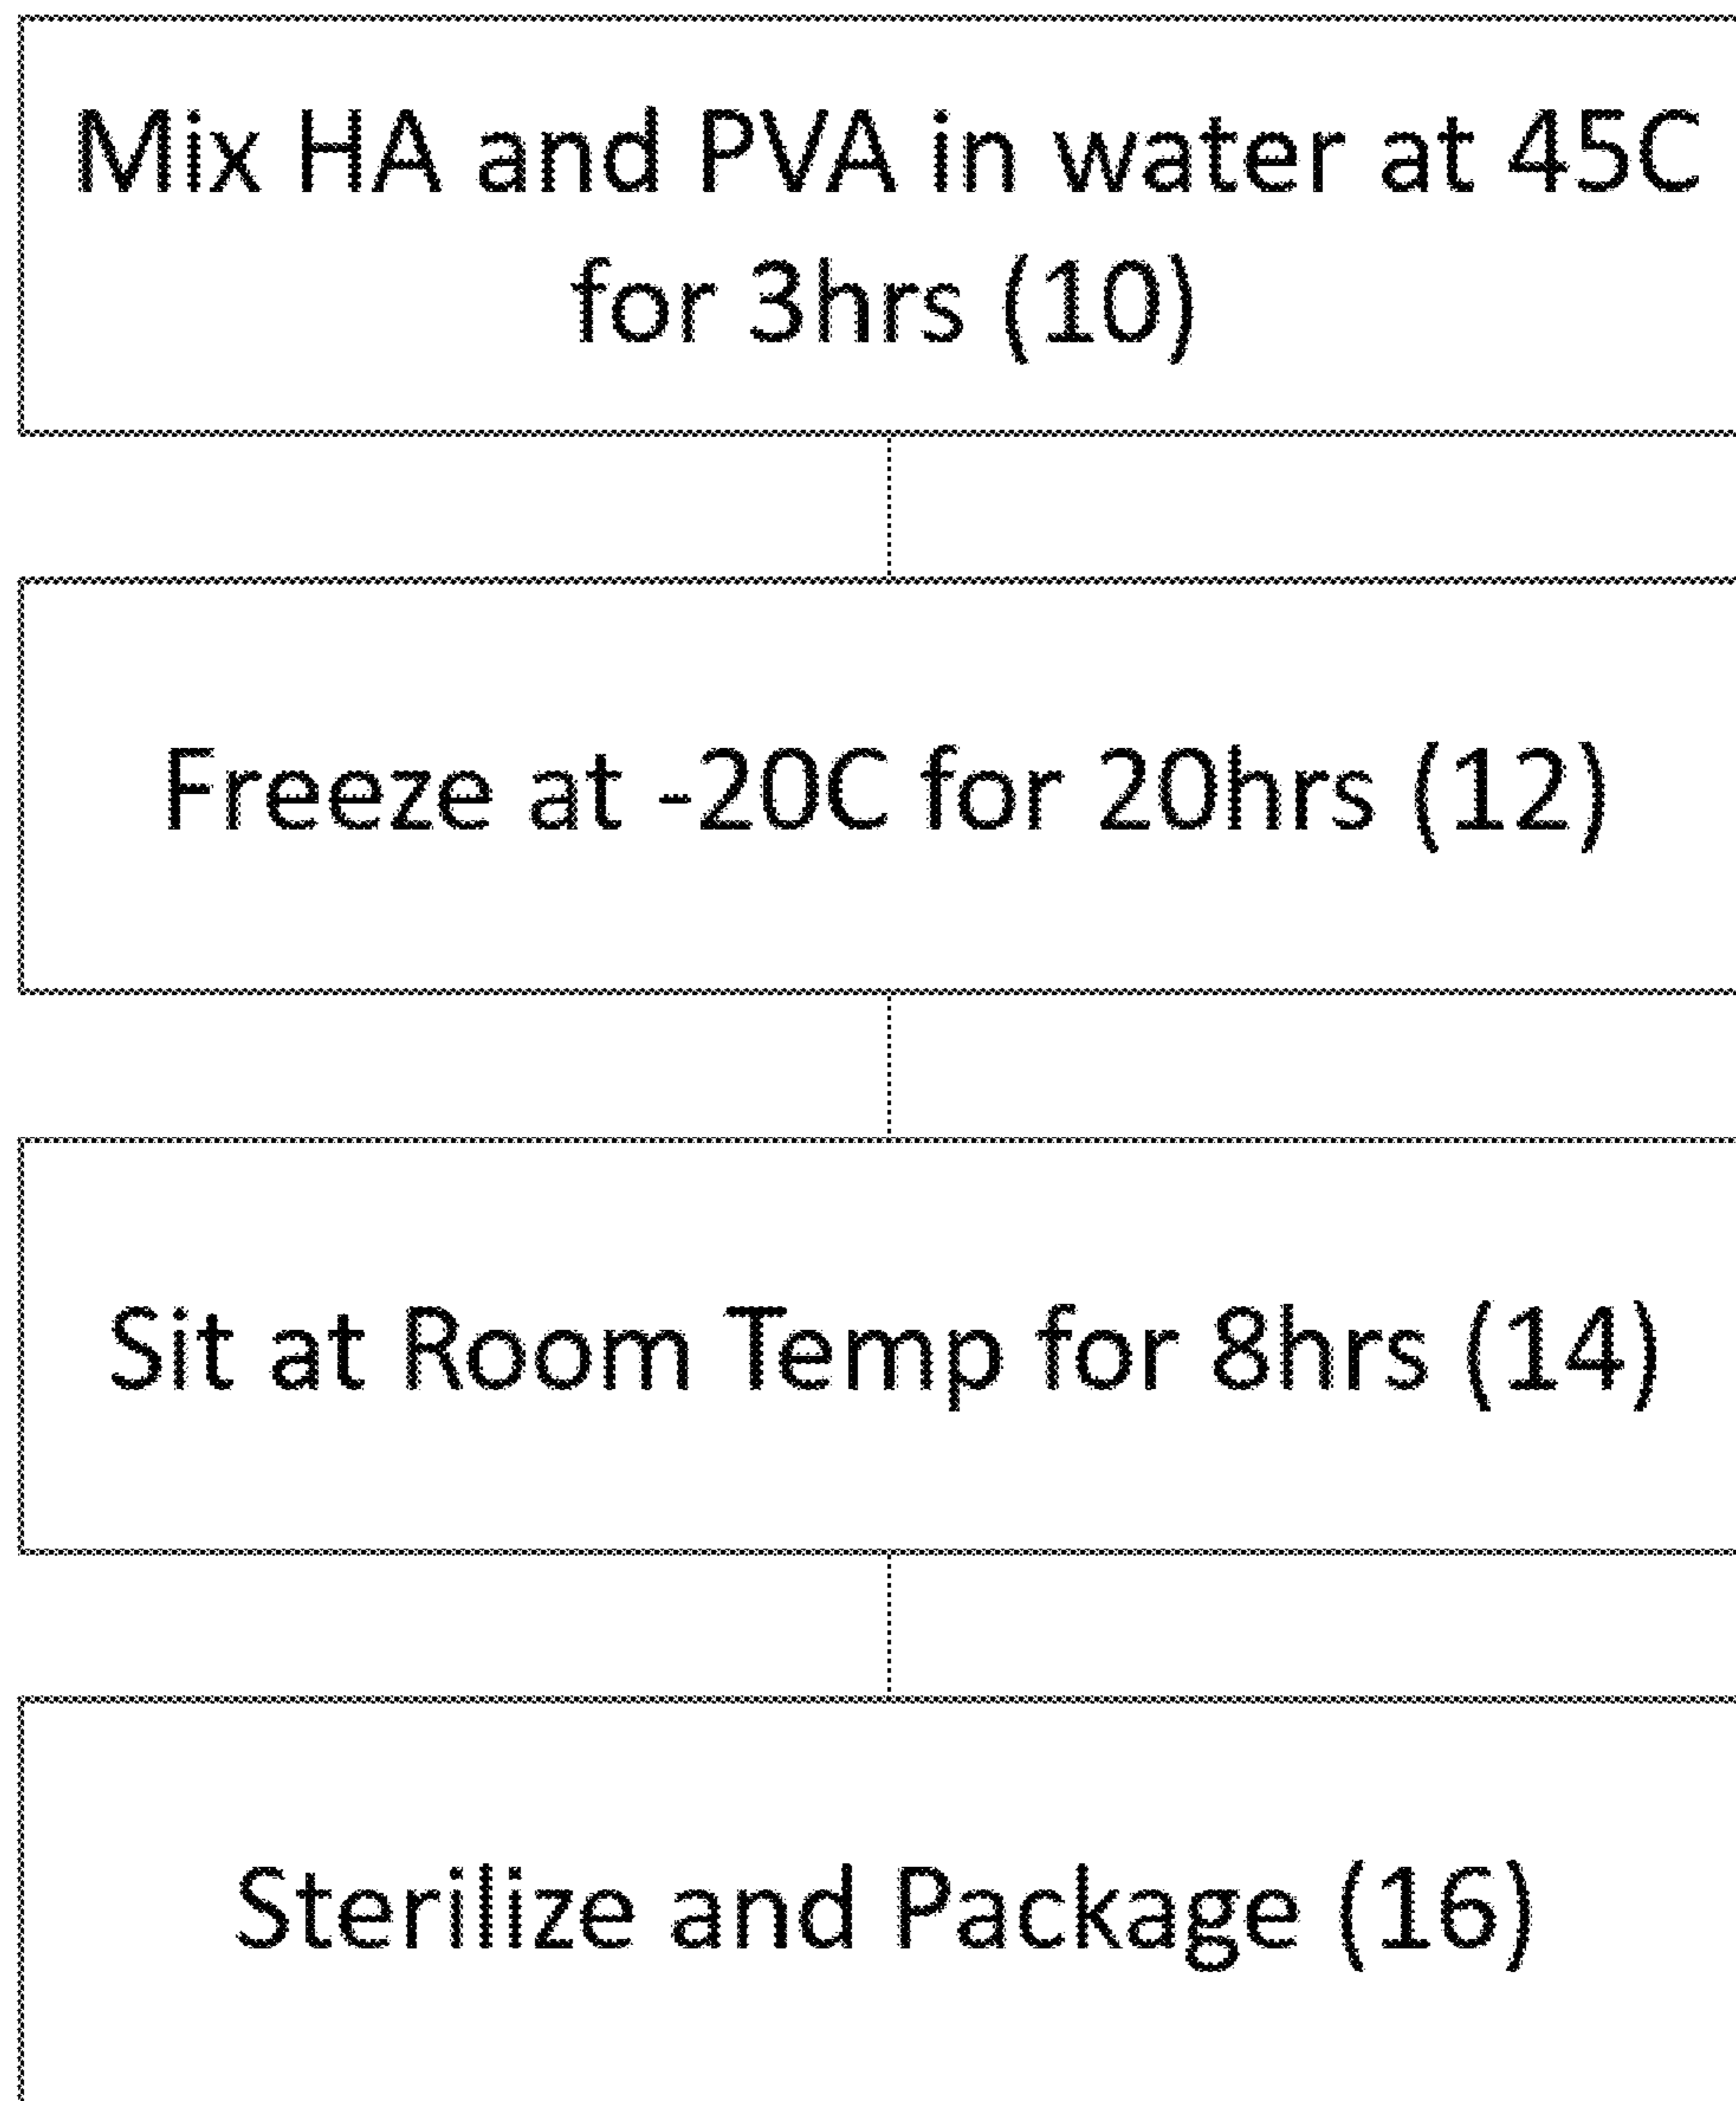 Mix HA and PVA in water at 45C
for 3hrs (10)
Freeze at -20C for 20hrs (12)
Sit at Room Temp for 8hrs (14)
Sterilize and Package (16)